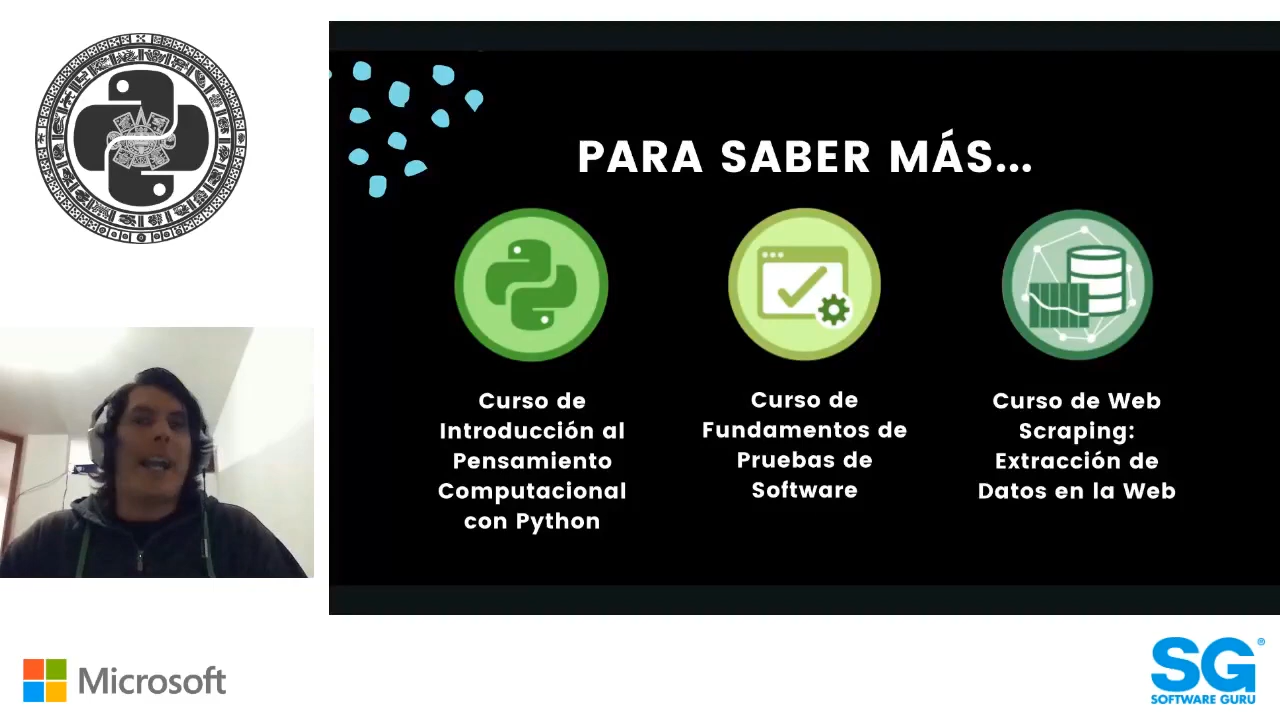 PARA SABER MÁS...
Curso de
Introducción al
Pensamiento
Computacional
con Python
Curso de
Fundamentos de
Pruebas de
Software
Curso de Web
Scraping:
Extracción de
Datos en la Web
Microsoft
SG®
SOFTWARE GURU